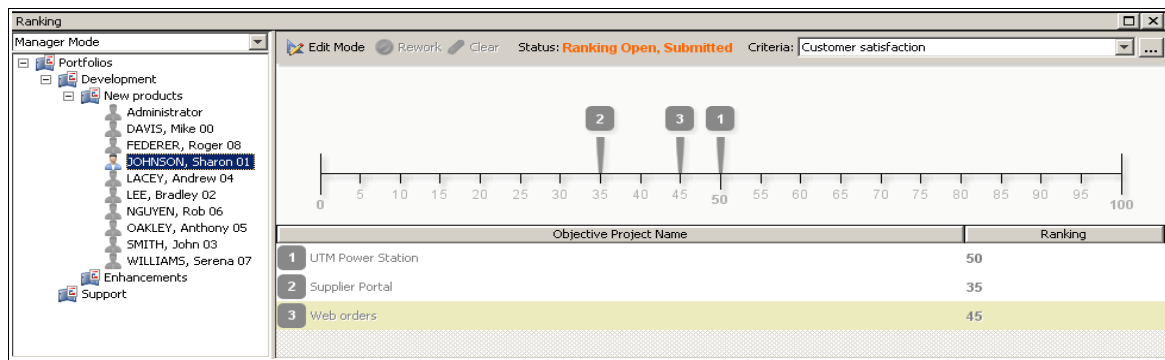 Ranking
Manager Mode
Portfolios
Development
New products
Administrator
DAVIS, Mike 00
FEDERER, Roger 08
JOHNSON, Sharon 01
LACEY, Andrew 04
LEE, Bradley 02
NGUYEN, Rob 06
OAKLEY, Anthony 05
SMITH, John 03
WILLIAMS, Serena 07
Enhancements
Support
Edit Mode Rework Clear Status: Ranking Open, Submitted Criteria: Customer satisfaction ...
2 3 1
0 5 10 15 20 25 30 35 40 45 50 55 60 65 70 75 80 85 90 95 100
Objective Project Name Ranking
1 UTM Power Station 50
2 Supplier Portal 35
3 Web orders 45